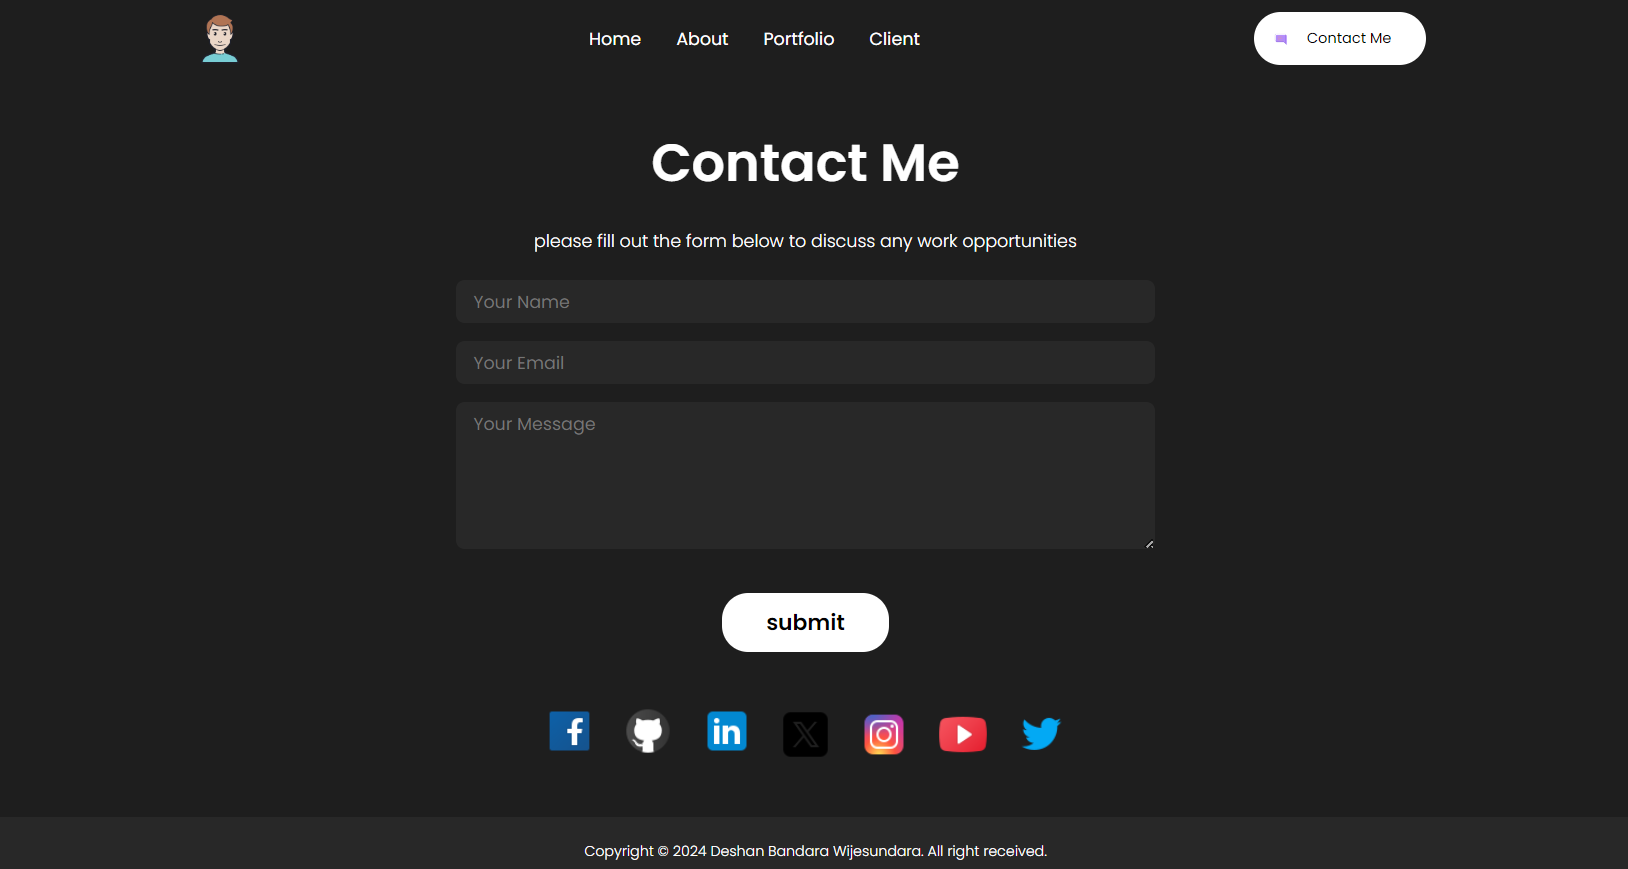 Home
About
Portfolio
Client
Contact Me
Contact Me
please fill out the form below to discuss any work opportunities
Your Name
Your Email
Your Message
submit
Copyright © 2024 Deshan Bandara Wijesundara. All right received.